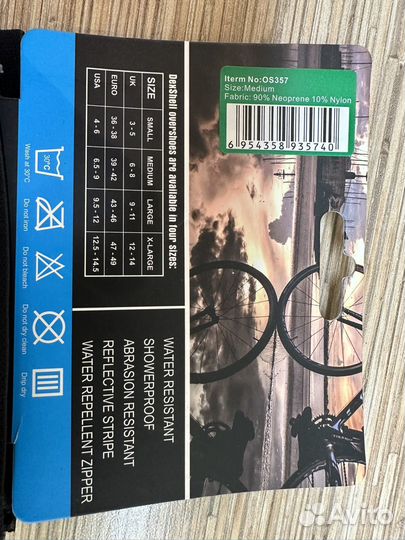 Iterm No:OS357
Size:Medium
Fabric: 90% Neoprene 10% Nylon
6 954358 935740
DexShell overshoes are available in four sizes:
SIZE SMALL MEDIUM LARGE X-LARGE
UK 3 - 5 6 - 8 9 - 11 12 - 14
EURO 36 - 38 39 - 42 43 - 46 47 - 49
USA 4 - 6 6.5 - 9 9.5 - 12 12.5 - 14.5
WATER RESISTANT
SHOWERPROOF
ABRASION RESISTANT
REFLECTIVE STRIPE
WATER REPELLENT ZIPPER
30°C
Wash at 30°C
Do not iron
Do not bleach
Do not dry clean
Drip dry
Avito